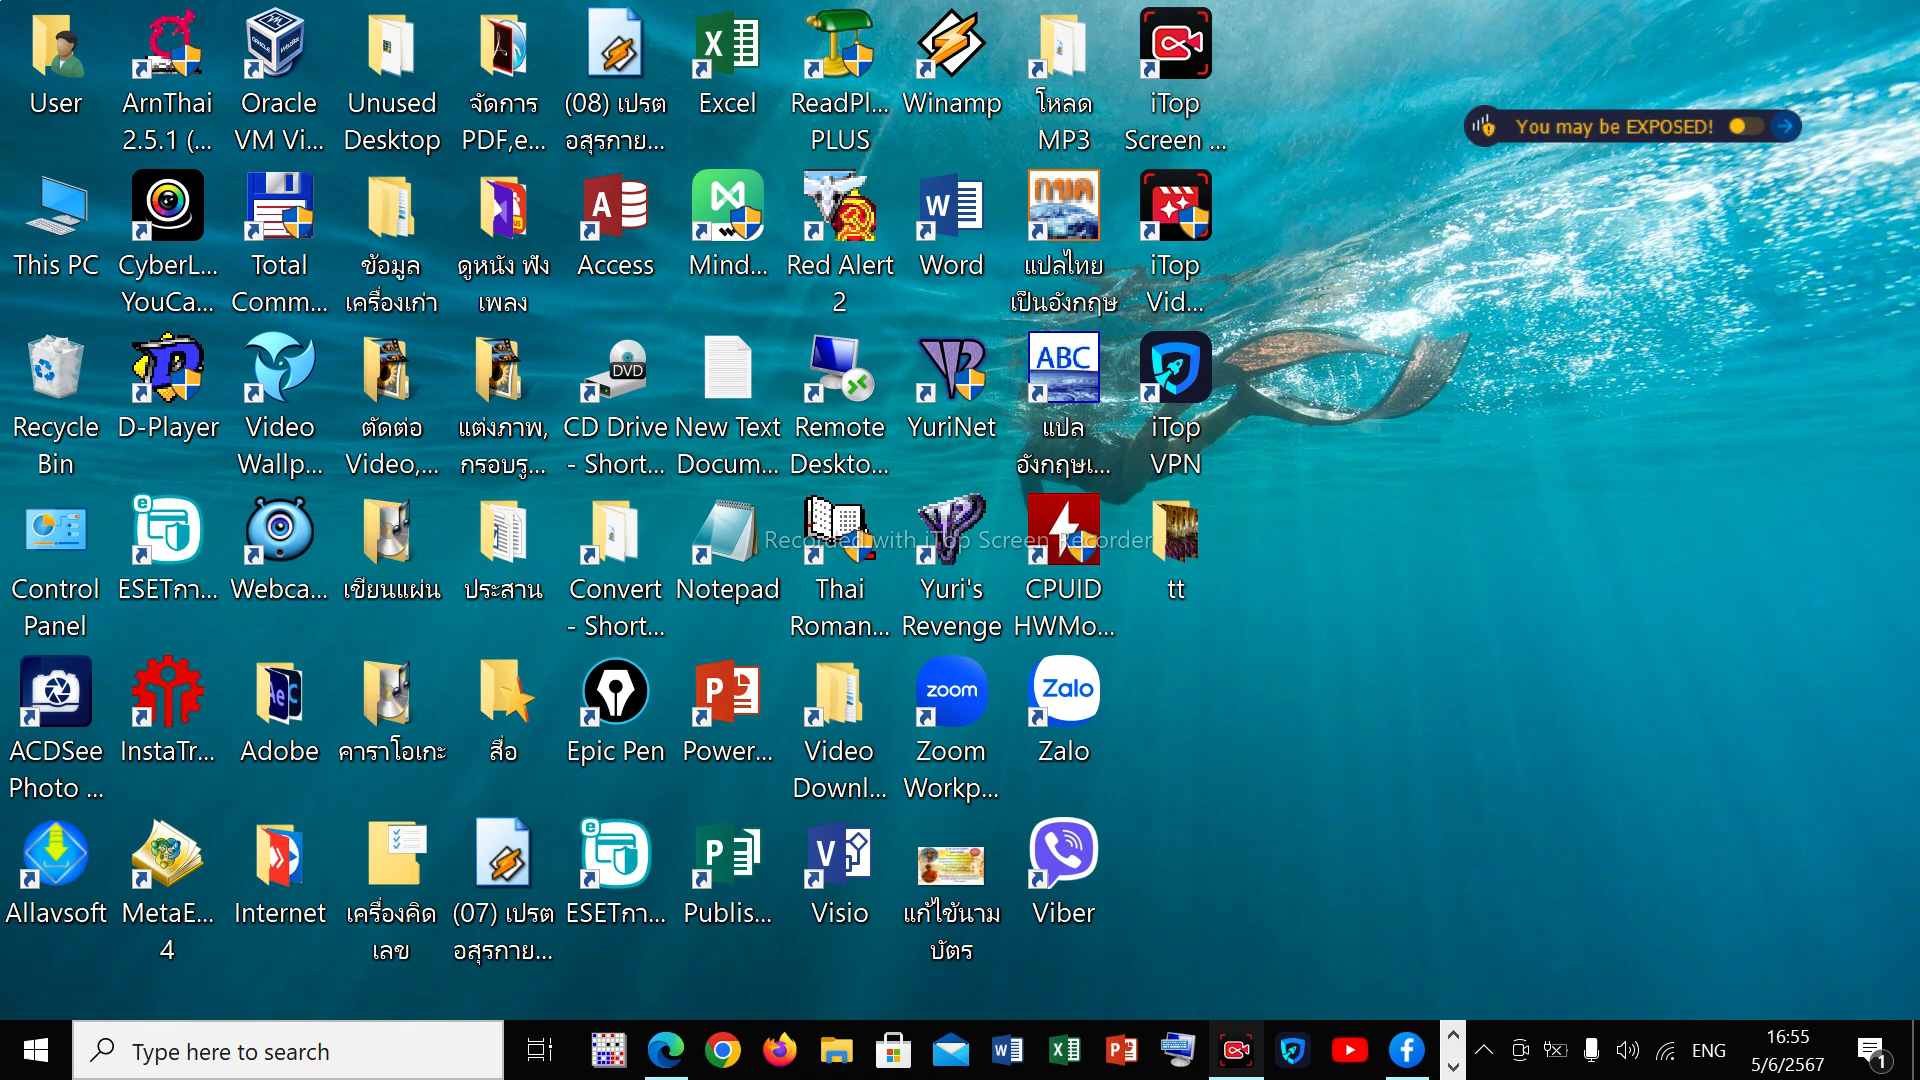 User
ArnThai
2.5.1 (...
Oracle
VM Vi...
Unused
Desktop
จัดการ
PDF,e...
(08) เปรต
อสุรกาย...
Excel
ReadPl...
PLUS
Winamp
โหลด
MP3
iTop
Screen ...
You may be EXPOSED!
This PC
CyberL...
YouCa...
Total
Comm...
ข้อมูล
เครื่องเก่า
ดูหนัง ฟัง
เพลง
Access
Mind...
Red Alert
2
Word
แปลไทย
เป็นอังกฤษ
iTop
Vid...
Recycle
Bin
D-Player
Video
Wallp...
ตัดต่อ
Video,...
แต่งภาพ,
กรอบรู...
DVD
CD Drive
- Short...
New Text
Docum...
Remote
Deskto...
YuriNet
ABC
แปล
อังกฤษเ...
iTop
VPN
Control
Panel
ESETกา...
Webca...
เขียนแผ่น
ประสาน
Convert
- Short...
Notepad
Thai
Roman...
Yuri's
Revenge
CPUID
HWMo...
tt
Recorded with iTop Screen Recorder
ACDSee
Photo ...
InstaTr...
Adobe
คาราโอเกะ
สื่อ
Epic Pen
Power...
Video
Downl...
zoom
Zoom
Workp...
Zalo
Zalo
Allavsoft
MetaE...
4
Internet
เครื่องคิด
เลข
(07) เปรต
อสุรกาย...
ESETกา...
Publis...
Visio
แก้ไข้นาม
บัตร
Viber
Type here to search
ENG
16:55
5/6/2567
1